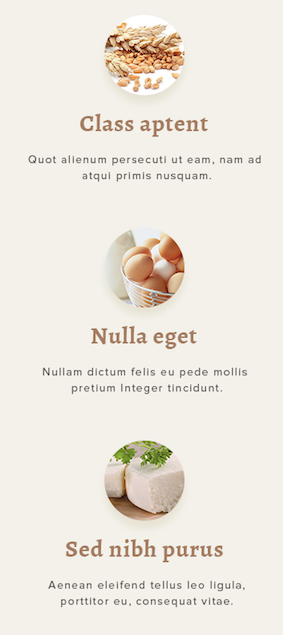 Class aptent
Quot alienum persecuti ut eam, nam ad
atqui primis nusquam.
Nulla eget
Nullam dictum felis eu pede mollis
pretium Integer tincidunt.
Sed nibh purus
Aenean eleifend tellus leo ligula,
porttitor eu, consequat vitae.